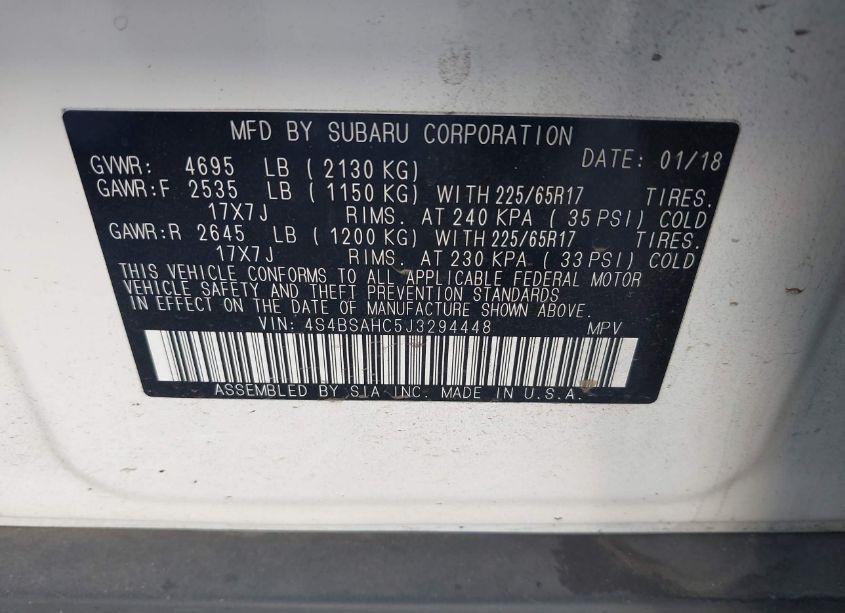 MFD BY SUBARU CORPORATION
DATE: 01/18
GVWR: 4695 LB ( 2130 KG)
GAWR:F 2535 LB ( 1150 KG) WITH 225/65R17 TIRES.
17X7J RIMS. AT 240 KPA ( 35 PSI) COLD
GAWR:R 2645 LB ( 1200 KG) WITH 225/65R17 TIRES.
17X7J RIMS. AT 230 KPA ( 33 PSI) COLD
THIS VEHICLE CONFORMS TO ALL APPLICABLE FEDERAL MOTOR
VEHICLE SAFETY AND THEFT PREVENTION STANDARDS
IN EFFECT ON THE DATE OF MANUFACTURE SHOWN ABOVE.
VIN: 4S4BSAHC5J3294448 MPV
ASSEMBLED BY SIA INC. MADE IN U.S.A.